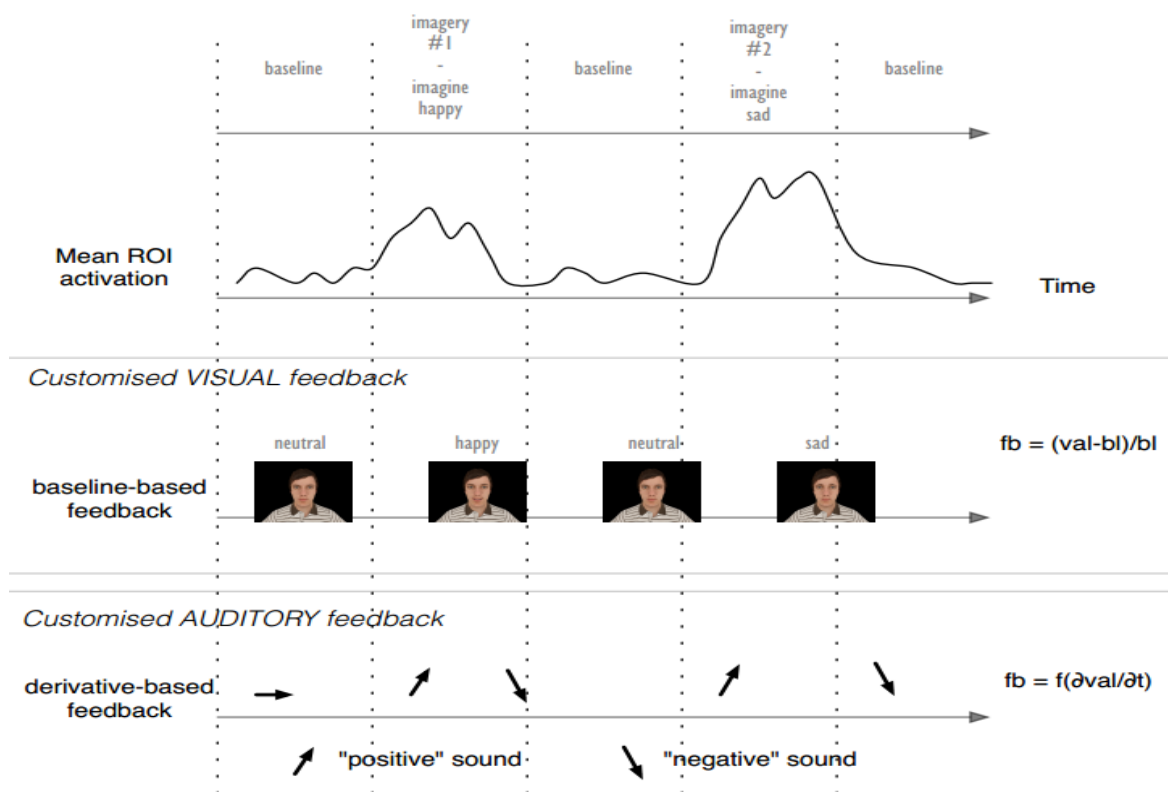 imagery
#1
-
imagine
happy
imagery
#2
-
imagine
sad
baseline
baseline
baseline
Mean ROI
activation
Time
Customised VISUAL feedback
neutral
happy
neutral
sad
fb = (val-bl)/bl
baseline-based
feedback
Customised AUDITORY feedback
derivative-based
feedback
fb = f(∂val/∂t)
"positive" sound
"negative" sound